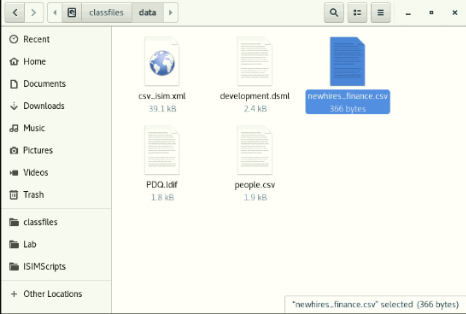 classfiles data
Recent
Home
Documents
Downloads
Music
Pictures
Videos
Trash
classfiles
Lab
ISIMScripts
+ Other Locations
csv_isim.xml
39.1 kB
development.dsml
2.4 kB
newhires_finance.csv
366 bytes
PDQ.ldif
1.8 kB
people.csv
1.9 kB
"newhires_finance.csv" selected (366 bytes)